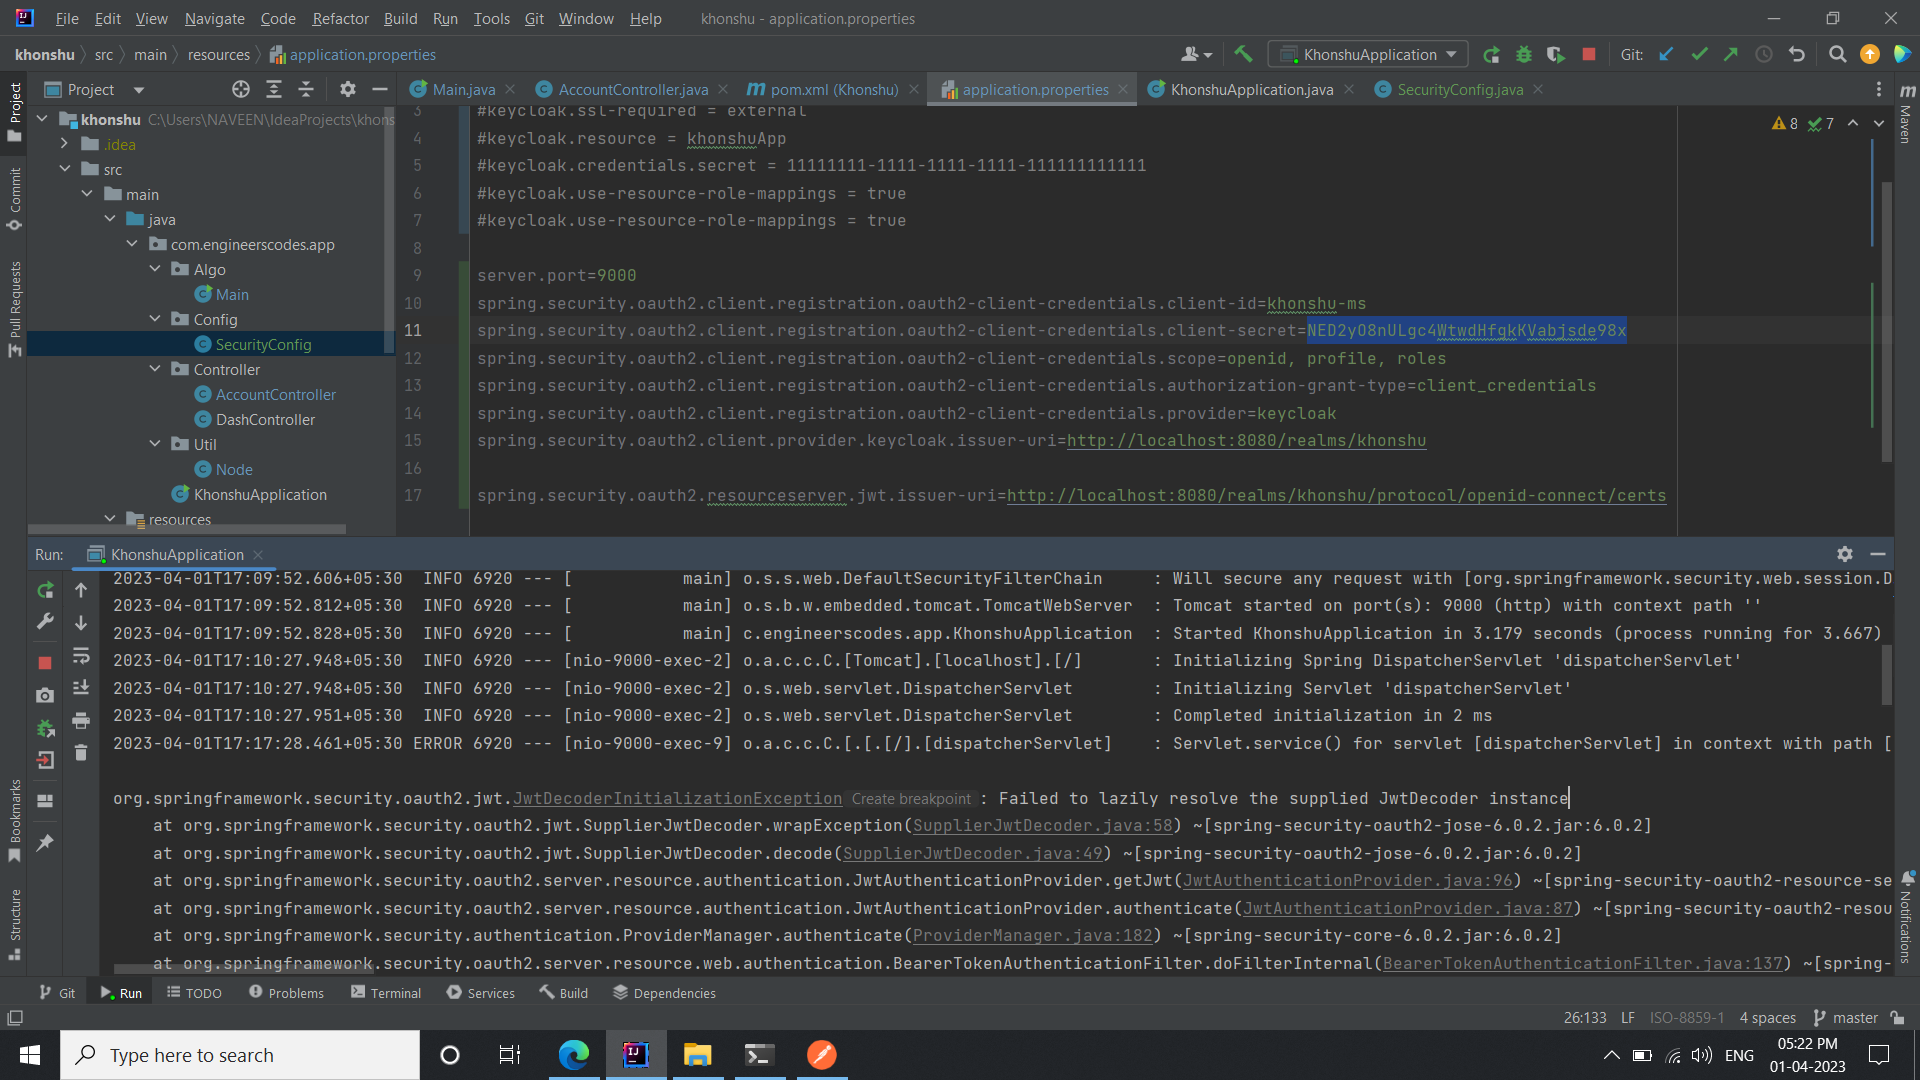 File Edit View Navigate Code Refactor Build Run Tools Git Window Help khonshu - application.properties
khonshu src main resources application.properties KhonshuApplication Git:
Project Main.java AccountController.java pom.xml (Khonshu) application.properties KhonshuApplication.java SecurityConfig.java
Project
Commit
Pull Requests
Bookmarks
Structure
Maven
Notifications
khonshu C:\Users\NAVEEN\IdeaProjects\khons
.idea
src
main
java
com.engineerscodes.app
Algo
Main
Config
SecurityConfig
Controller
AccountController
DashController
Util
Node
KhonshuApplication
resources
8 7
3 #keycloak.ssl-required = external
4 #keycloak.resource = khonshuApp
5 #keycloak.credentials.secret = 11111111-1111-1111-1111-111111111111
6 #keycloak.use-resource-role-mappings = true
7 #keycloak.use-resource-role-mappings = true
8
9 server.port=9000
10 spring.security.oauth2.client.registration.oauth2-client-credentials.client-id=khonshu-ms
11 spring.security.oauth2.client.registration.oauth2-client-credentials.client-secret=NED2yO8nULgc4WtwdHfqkKVabjsde98x
12 spring.security.oauth2.client.registration.oauth2-client-credentials.scope=openid, profile, roles
13 spring.security.oauth2.client.registration.oauth2-client-credentials.authorization-grant-type=client_credentials
14 spring.security.oauth2.client.registration.oauth2-client-credentials.provider=keycloak
15 spring.security.oauth2.client.provider.keycloak.issuer-uri=http://localhost:8080/realms/khonshu
16
17 spring.security.oauth2.resourceserver.jwt.issuer-uri=http://localhost:8080/realms/khonshu/protocol/openid-connect/certs
Run: KhonshuApplication
2023-04-01T17:09:52.606+05:30 INFO 6920 --- [ main] o.s.s.web.DefaultSecurityFilterChain : Will secure any request with [org.springframework.security.web.session.D
2023-04-01T17:09:52.812+05:30 INFO 6920 --- [ main] o.s.b.w.embedded.tomcat.TomcatWebServer : Tomcat started on port(s): 9000 (http) with context path ''
2023-04-01T17:09:52.828+05:30 INFO 6920 --- [ main] c.engineerscodes.app.KhonshuApplication : Started KhonshuApplication in 3.179 seconds (process running for 3.667)
2023-04-01T17:10:27.948+05:30 INFO 6920 --- [nio-9000-exec-2] o.a.c.c.C.[Tomcat].[localhost].[/] : Initializing Spring DispatcherServlet 'dispatcherServlet'
2023-04-01T17:10:27.948+05:30 INFO 6920 --- [nio-9000-exec-2] o.s.web.servlet.DispatcherServlet : Initializing Servlet 'dispatcherServlet'
2023-04-01T17:10:27.951+05:30 INFO 6920 --- [nio-9000-exec-2] o.s.web.servlet.DispatcherServlet : Completed initialization in 2 ms
2023-04-01T17:17:28.461+05:30 ERROR 6920 --- [nio-9000-exec-9] o.a.c.c.C.[.[.[/].[dispatcherServlet] : Servlet.service() for servlet [dispatcherServlet] in context with path [
org.springframework.security.oauth2.jwt.JwtDecoderInitializationException Create breakpoint : Failed to lazily resolve the supplied JwtDecoder instance
at org.springframework.security.oauth2.jwt.SupplierJwtDecoder.wrapException(SupplierJwtDecoder.java:58) ~[spring-security-oauth2-jose-6.0.2.jar:6.0.2]
at org.springframework.security.oauth2.jwt.SupplierJwtDecoder.decode(SupplierJwtDecoder.java:49) ~[spring-security-oauth2-jose-6.0.2.jar:6.0.2]
at org.springframework.security.oauth2.server.resource.authentication.JwtAuthenticationProvider.getJwt(JwtAuthenticationProvider.java:96) ~[spring-security-oauth2-resource-se
at org.springframework.security.oauth2.server.resource.authentication.JwtAuthenticationProvider.authenticate(JwtAuthenticationProvider.java:87) ~[spring-security-oauth2-resou
at org.springframework.security.authentication.ProviderManager.authenticate(ProviderManager.java:182) ~[spring-security-core-6.0.2.jar:6.0.2]
at org.springframework.security.oauth2.server.resource.web.authentication.BearerTokenAuthenticationFilter.doFilterInternal(BearerTokenAuthenticationFilter.java:137) ~[spring-
Git Run TODO Problems Terminal Services Build Dependencies
26:133 LF ISO-8859-1 4 spaces master
Type here to search
ENG
05:22 PM
01-04-2023